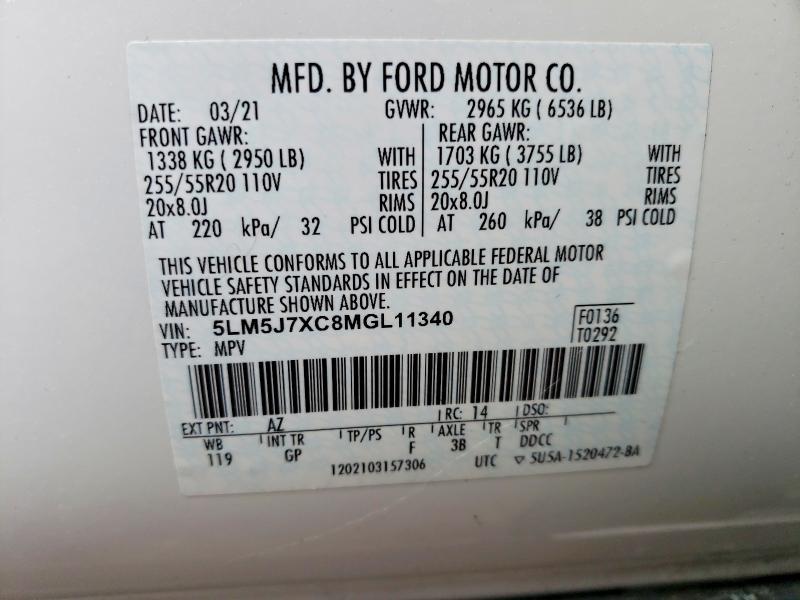 MFD. BY FORD MOTOR CO.
DATE: 03/21 GVWR: 2965 KG ( 6536 LB)
FRONT GAWR: REAR GAWR:
1338 KG ( 2950 LB) WITH 1703 KG ( 3755 LB) WITH
255/55R20 110V TIRES 255/55R20 110V TIRES
20x8.0J RIMS 20x8.0J RIMS
AT 220 kPa/ 32 PSI COLD AT 260 kPa/ 38 PSI COLD
THIS VEHICLE CONFORMS TO ALL APPLICABLE FEDERAL MOTOR
VEHICLE SAFETY STANDARDS IN EFFECT ON THE DATE OF
MANUFACTURE SHOWN ABOVE.
VIN: 5LM5J7XC8MGL11340 F0136
TYPE: MPV T0292
EXT PNT: AZ RC: 14 DSO:
WB INT TR TP/PS R AXLE TR SPR
119 GP F 3B T DDCC
1202103157306 UTC ▽ 5U5A-1520472-BA